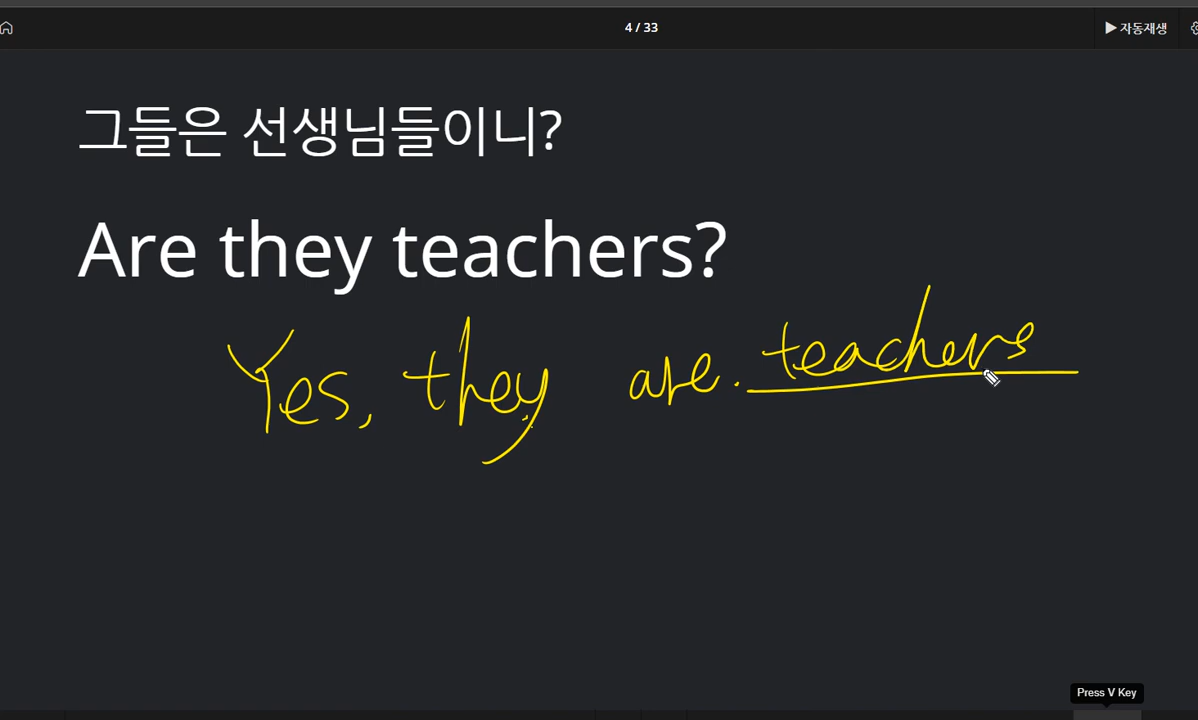 4 / 33
▶ 자동재생
그들은 선생님들이니?
Are they teachers?
Yes, they are. teachers
Press V Key